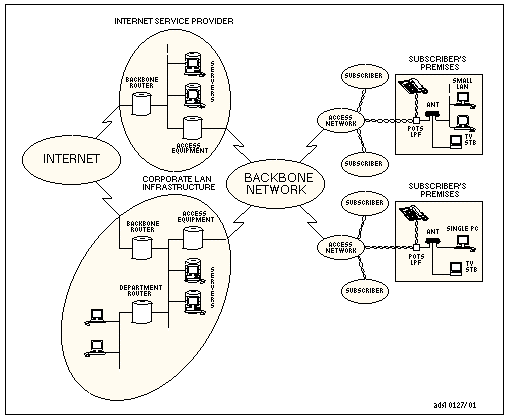 INTERNET SERVICE PROVIDER
BACKBONE
ROUTER
SERVERS
ACCESS
EQUIPMENT
INTERNET
CORPORATE LAN
INFRASTRUCTURE
BACKBONE
ROUTER
ACCESS
EQUIPMENT
SERVERS
DEPARTMENT
ROUTER
BACKBONE
NETWORK
SUBSCRIBER
ACCESS
NETWORK
SUBSCRIBER
SUBSCRIBER'S
PREMISES
SMALL
LAN
ANT
POTS
LPF
TV
STB
SUBSCRIBER
ACCESS
NETWORK
SUBSCRIBER
SUBSCRIBER'S
PREMISES
ANT
SINGLE PC
POTS
LPF
TV
STB
adsl 0127/01